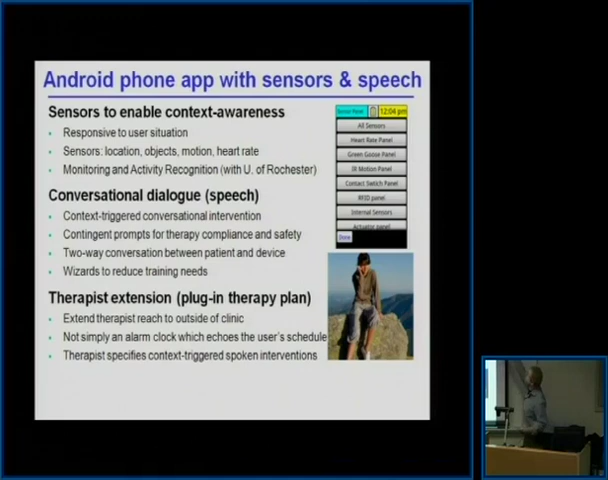 Android phone app with sensors & speech
Sensors to enable context-awareness
Responsive to user situation
Sensors: location, objects, motion, heart rate
Monitoring and Activity Recognition (with U. of Rochester)
Conversational dialogue (speech)
Context-triggered conversational intervention
Contingent prompts for therapy compliance and safety
Two-way conversation between patient and device
Wizards to reduce training needs
Therapist extension (plug-in therapy plan)
Extend therapist reach to outside of clinic
Not simply an alarm clock which echoes the user's schedule
Therapist specifies context-triggered spoken interventions
12:04 pm
All Sensors
Heart Rate Panel
Green Goose Panel
IR Motion Panel
Contact Switch Panel
RFID panel
Internal Sensors
Actuator panel
Done